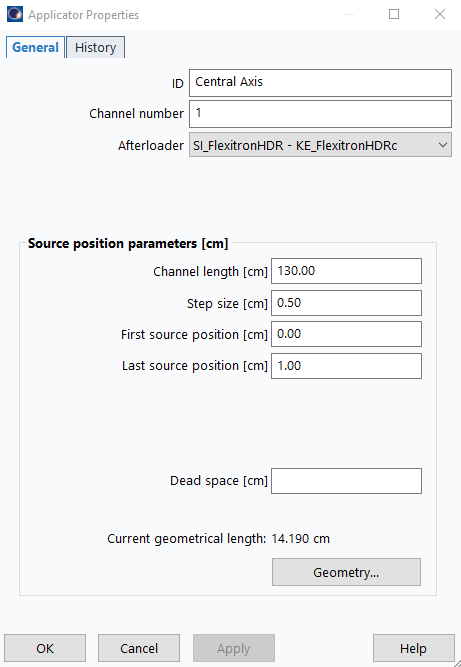 Applicator Properties
General History
ID Central Axis
Channel number 1
Afterloader SI_FlexitronHDR - KE_FlexitronHDRc
Source position parameters [cm]
Channel length [cm] 130.00
Step size [cm] 0.50
First source position [cm] 0.00
Last source position [cm] 1.00
Dead space [cm]
Current geometrical length: 14.190 cm
Geometry...
OK Cancel Apply Help